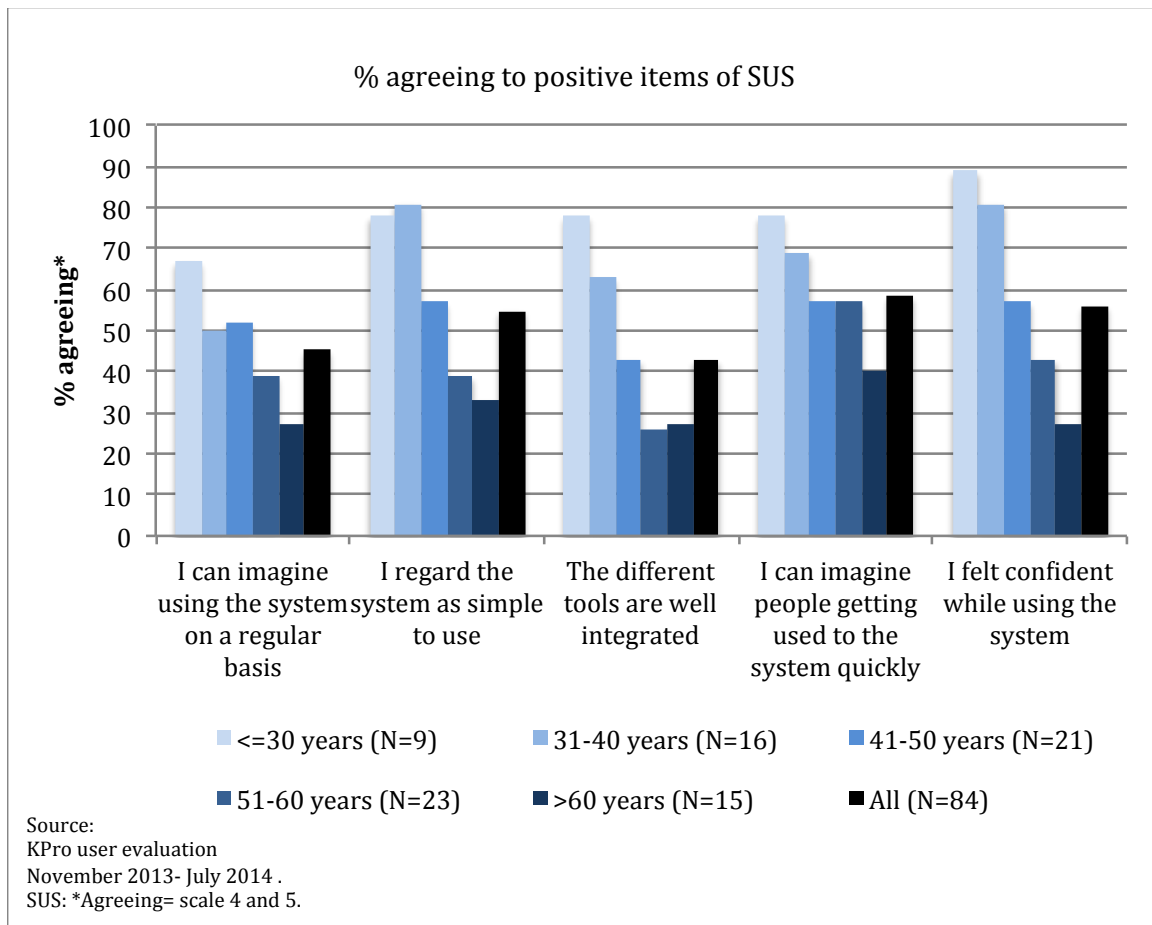 % agreeing to positive items of SUS
100
90
80
70
60
50
40
30
20
10
0
% agreeing*
I can imagine
using the system
on a regular
basis
I regard the
system as simple
to use
The different
tools are well
integrated
I can imagine
people getting
used to the
system quickly
I felt confident
while using the
system
<=30 years (N=9)
31-40 years (N=16)
41-50 years (N=21)
51-60 years (N=23)
>60 years (N=15)
All (N=84)
Source:
KPro user evaluation
November 2013- July 2014 .
SUS: *Agreeing= scale 4 and 5.